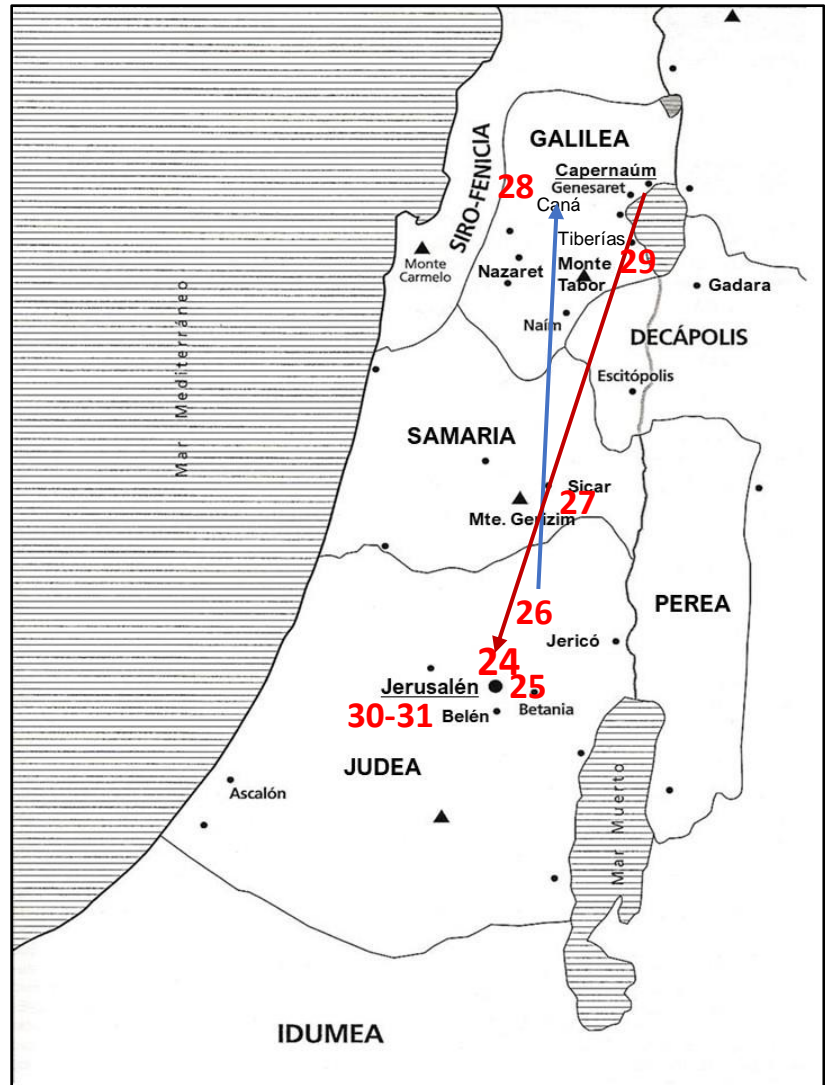 SIRO-FENICIA
GALILEA
Capernaúm
Genesaret
28
Caná
Tiberías
Monte
Carmelo
Nazaret
Monte
Tabor
29
Gadara
Naím
DECÁPOLIS
Escitópolis
Mar Mediterráneo
SAMARIA
Sicar
27
Mte. Gerizim
26
PEREA
Jericó
24
Jerusalén
25
Betania
30-31
Belén
JUDEA
Ascalón
Mar Muerto
IDUMEA